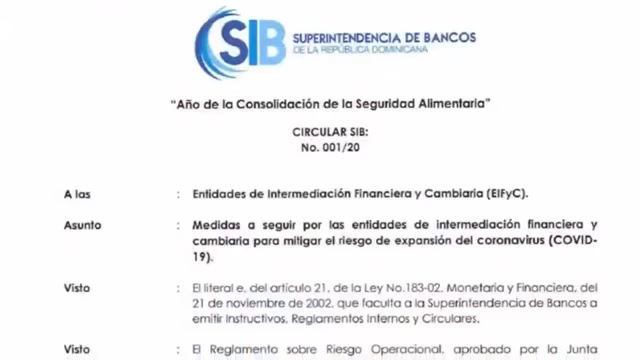 SIB SUPERINTENDENCIA DE BANCOS
DE LA REPÚBLICA DOMINICANA
"Año de la Consolidación de la Seguridad Alimentaria"
CIRCULAR SIB:
No. 001/20
A las : Entidades de Intermediación Financiera y Cambiaria (EIFyC).
Asunto : Medidas a seguir por las entidades de intermediación financiera y
cambiaria para mitigar el riesgo de expansión del coronavirus (COVID-
19).
Visto : El literal e, del artículo 21, de la Ley No.183-02, Monetaria y Financiera, del
21 de noviembre de 2002, que faculta a la Superintendencia de Bancos a
emitir Instructivos, Reglamentos Internos y Circulares.
Visto : El Reglamento sobre Riesgo Operacional, aprobado por la Junta